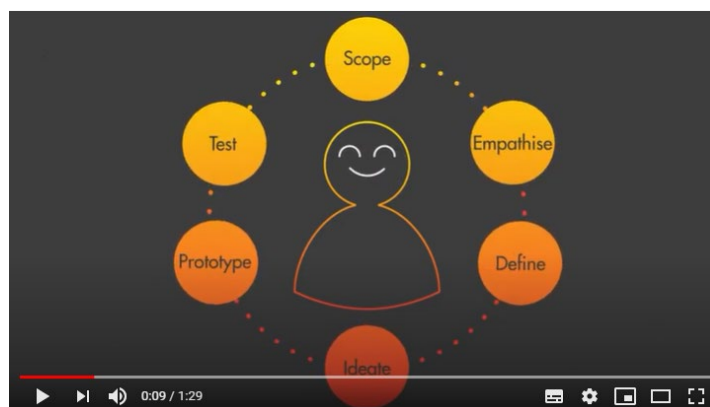 Scope
Test
Empathise
Prototype
Define
Ideate
0:09 / 1:29